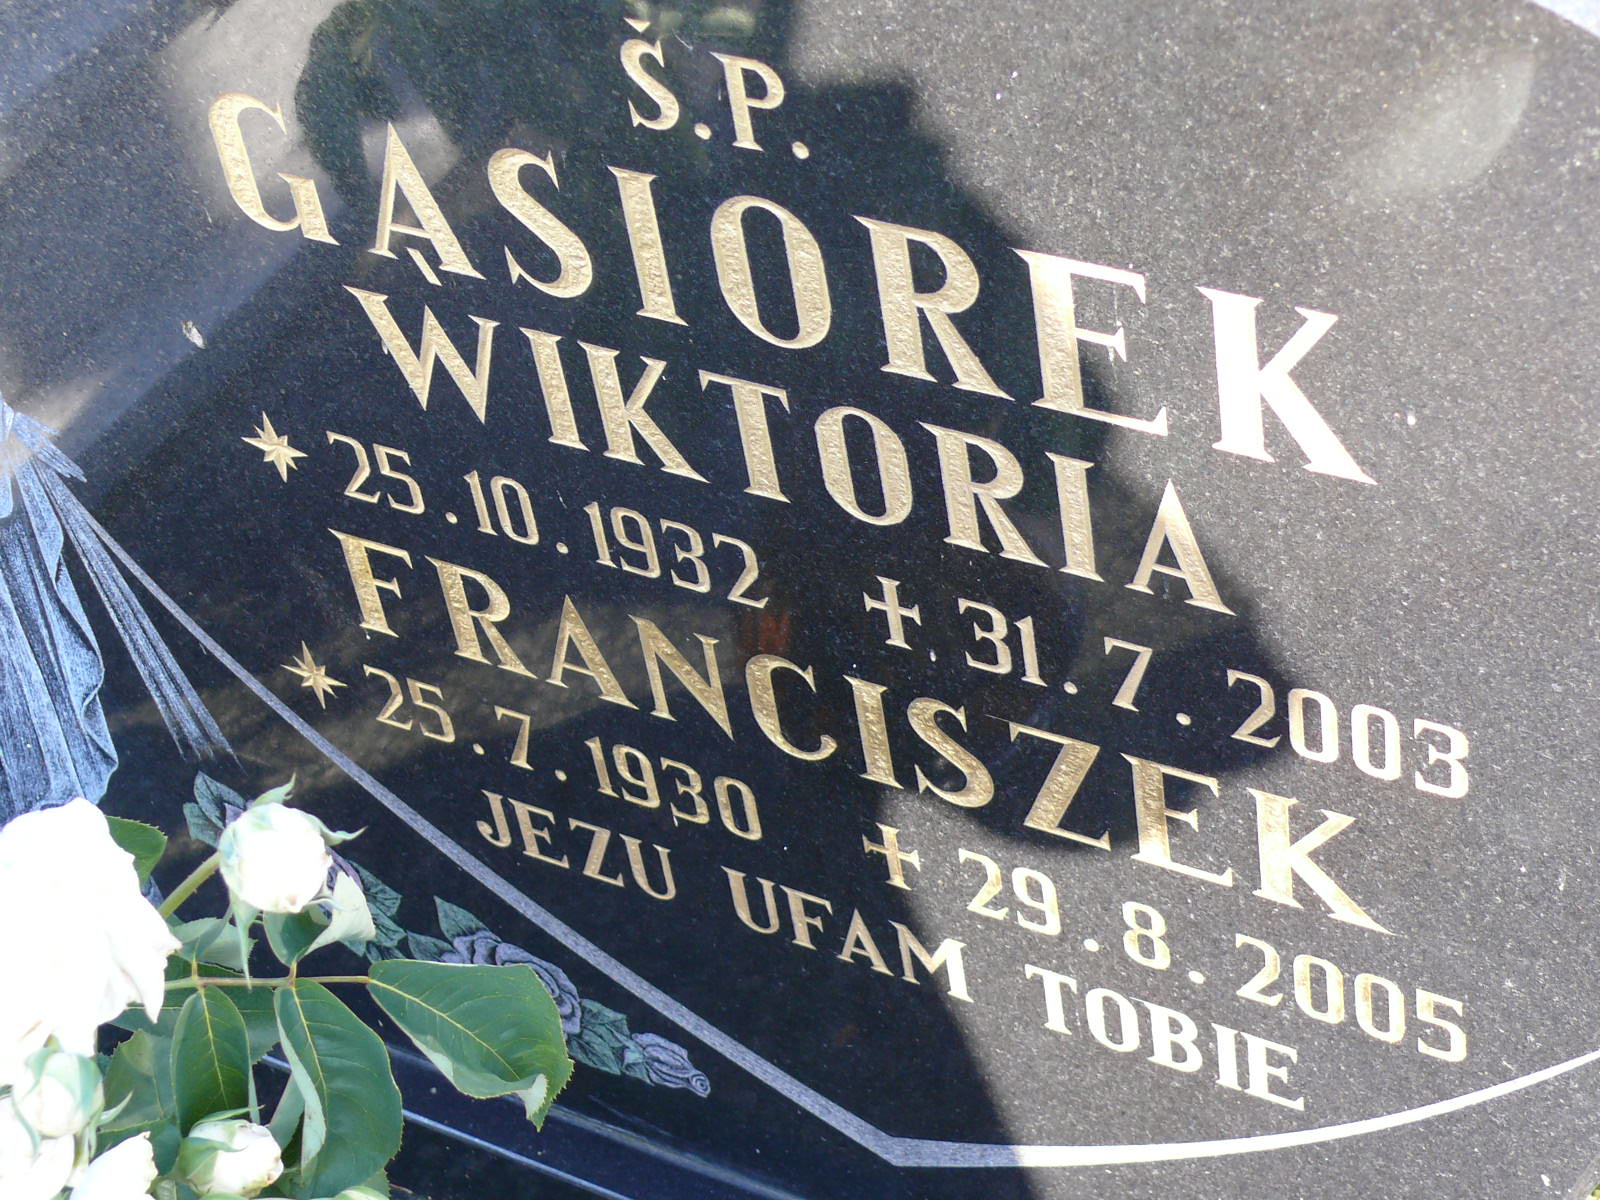 Ś.P.
GĄSIOREK
WIKTORIA
✶ 25.10.1932 ✝ 31.7.2003
FRANCISZEK
✶ 25.7.1930 ✝ 29.8.2005
JEZU UFAM TOBIE